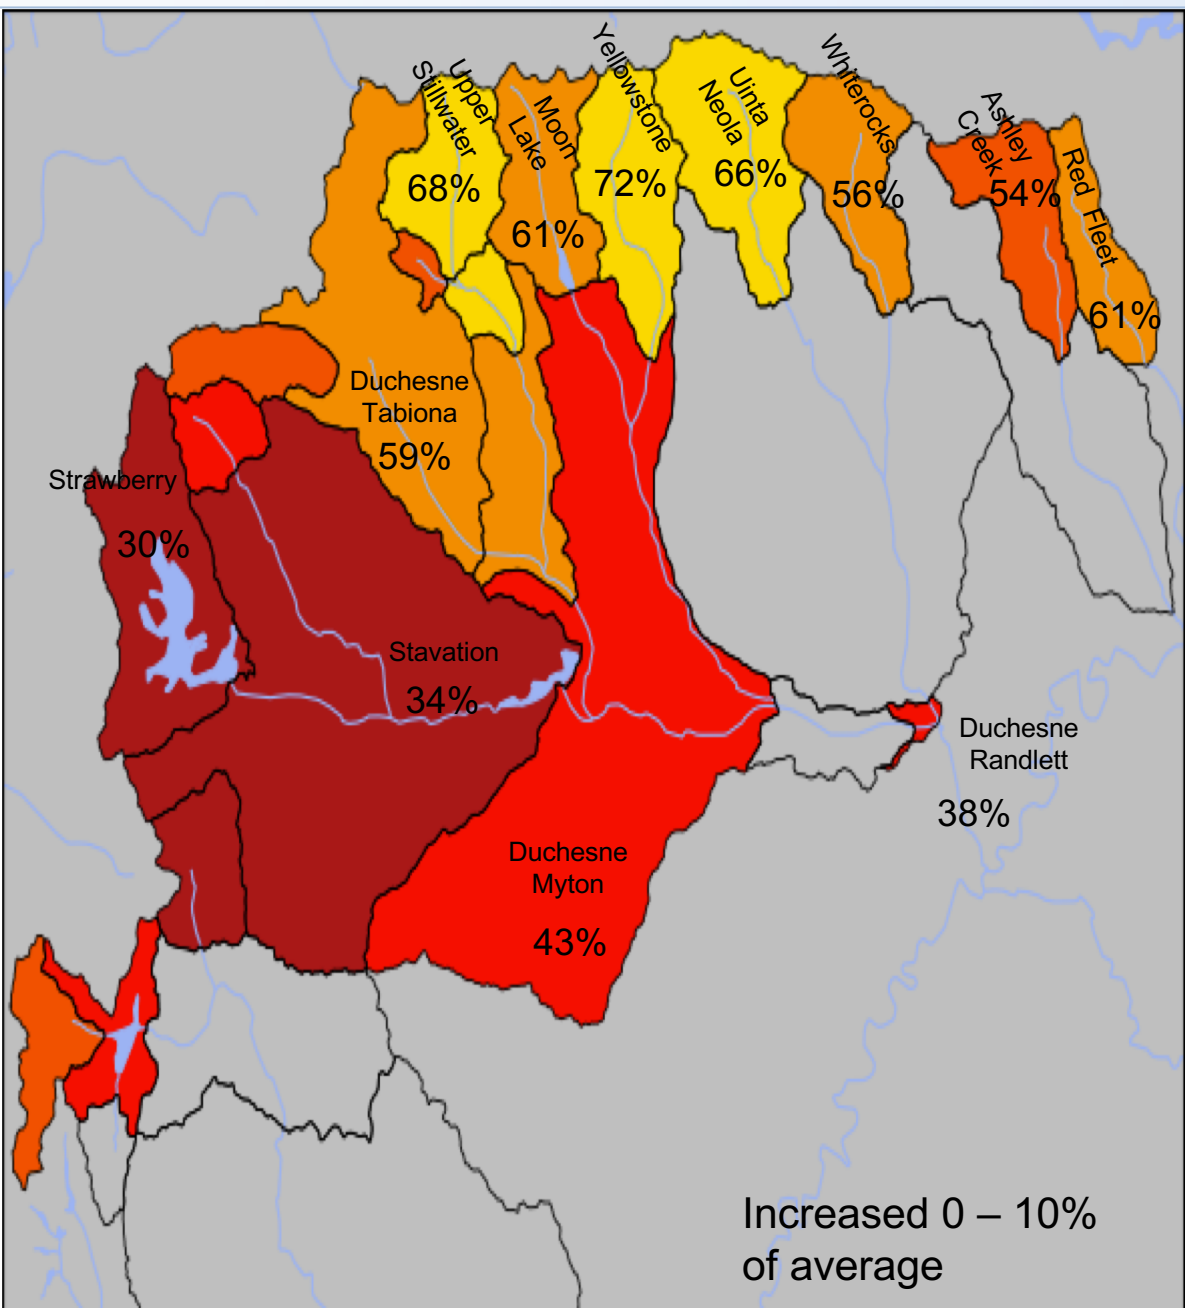 Upper
Stillwater
68%
Moon
Lake
61%
Yellowstone
72%
Uinta
Neola
66%
Whiterocks
56%
Ashley
Creek
54%
Red Fleet
61%
Duchesne
Tabiona
59%
Strawberry
30%
Stavation
34%
Duchesne
Randlett
38%
Duchesne
Myton
43%
Increased 0 – 10%
of average